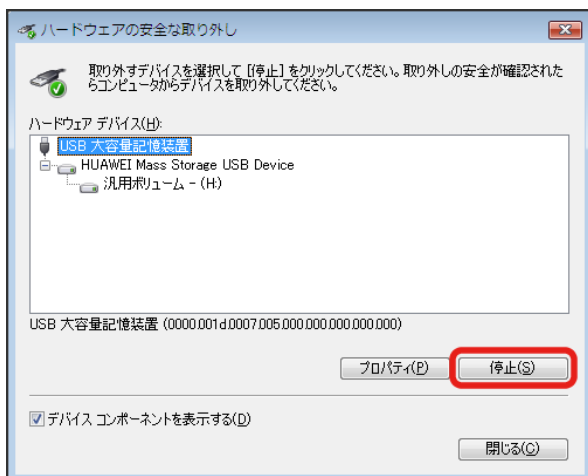 ハードウェアの安全な取り外し
取り外すデバイスを選択して [停止] をクリックしてください。取り外しの安全が確認された
らコンピュータからデバイスを取り外してください。
ハードウェア デバイス(H):
USB 大容量記憶装置
HUAWEI Mass Storage USB Device
汎用ボリューム - (H:)
USB 大容量記憶装置 (0000.001d.0007.005.000.000.000.000.000)
プロパティ(P)
停止(S)
デバイス コンポーネントを表示する(D)
閉じる(C)